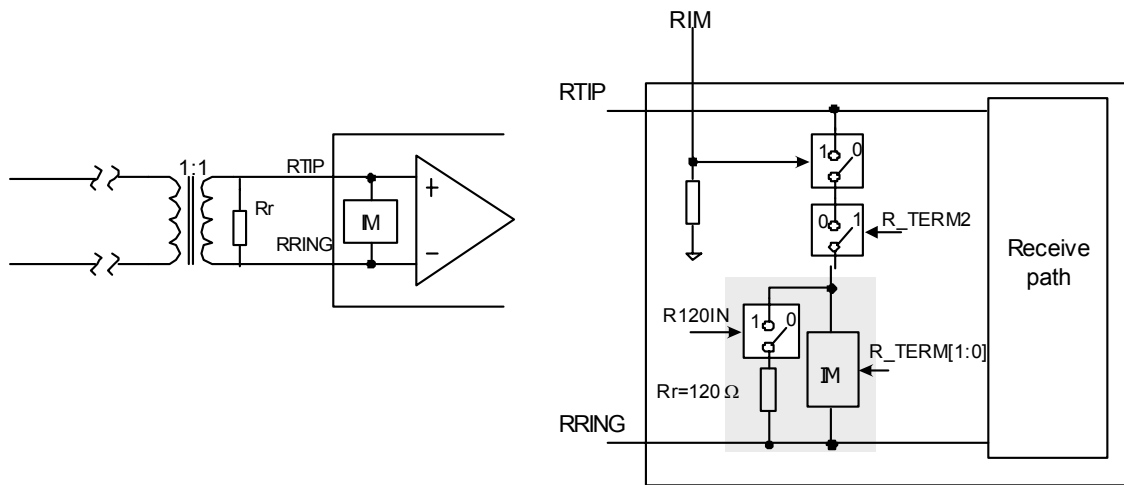 1:1
RTIP
Rr
IM
RRING
+
−
RIM
RTIP
1 0
0 1
R_TERM2
Receive
path
R120IN
1 0
IM
R_TERM[1:0]
Rr=120 Ω
RRING